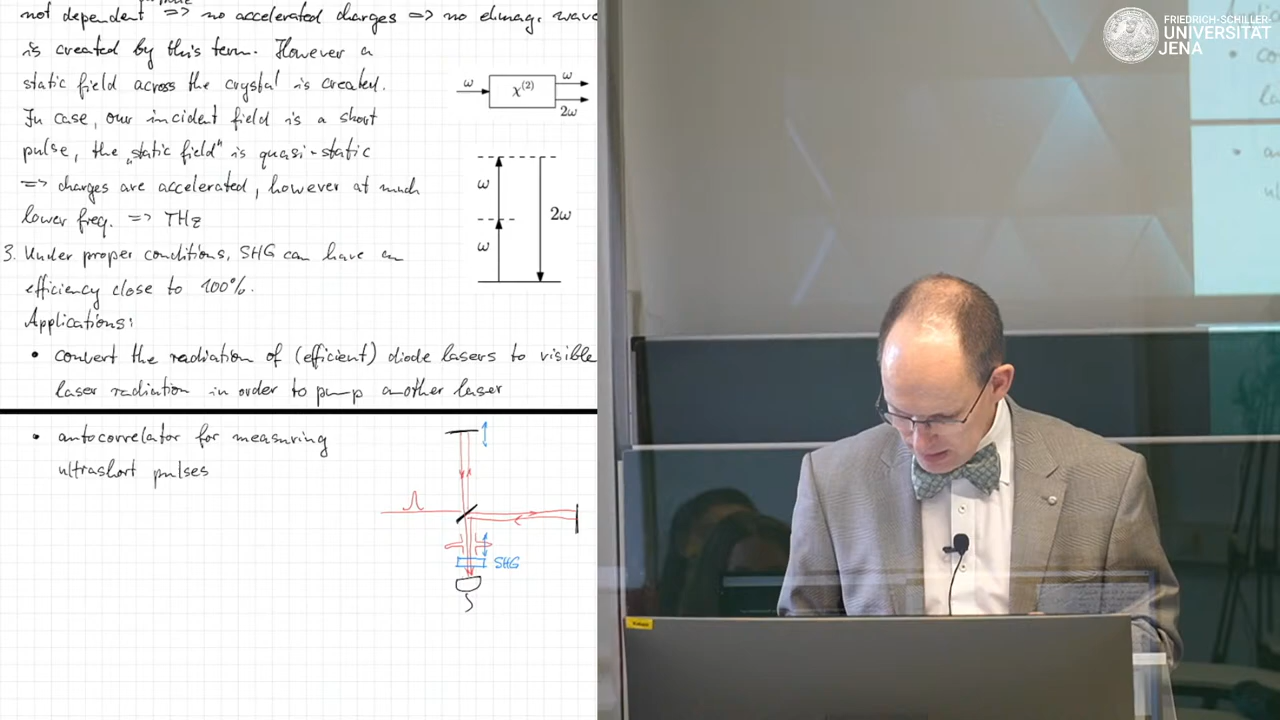 not dependent => no accelerated charges => no elmag. wave
is created by this term. However a
static field across the crystal is created.
In case, our incident field is a short
pulse, the „static field" is quasi-static
=> charges are accelerated, however at much
lower freq. => THz
3. Under proper conditions, SHG can have an
efficiency close to 100%.
Applications:
• convert the radiation of (efficient) diode lasers to visible
laser radiation in order to pump another laser
• autocorrelator for measuring
ultrashort pulses
ω
χ⁽²⁾
ω
2ω
ω
ω
2ω
SHG
FRIEDRICH-SCHILLER-
UNIVERSITÄT
JENA